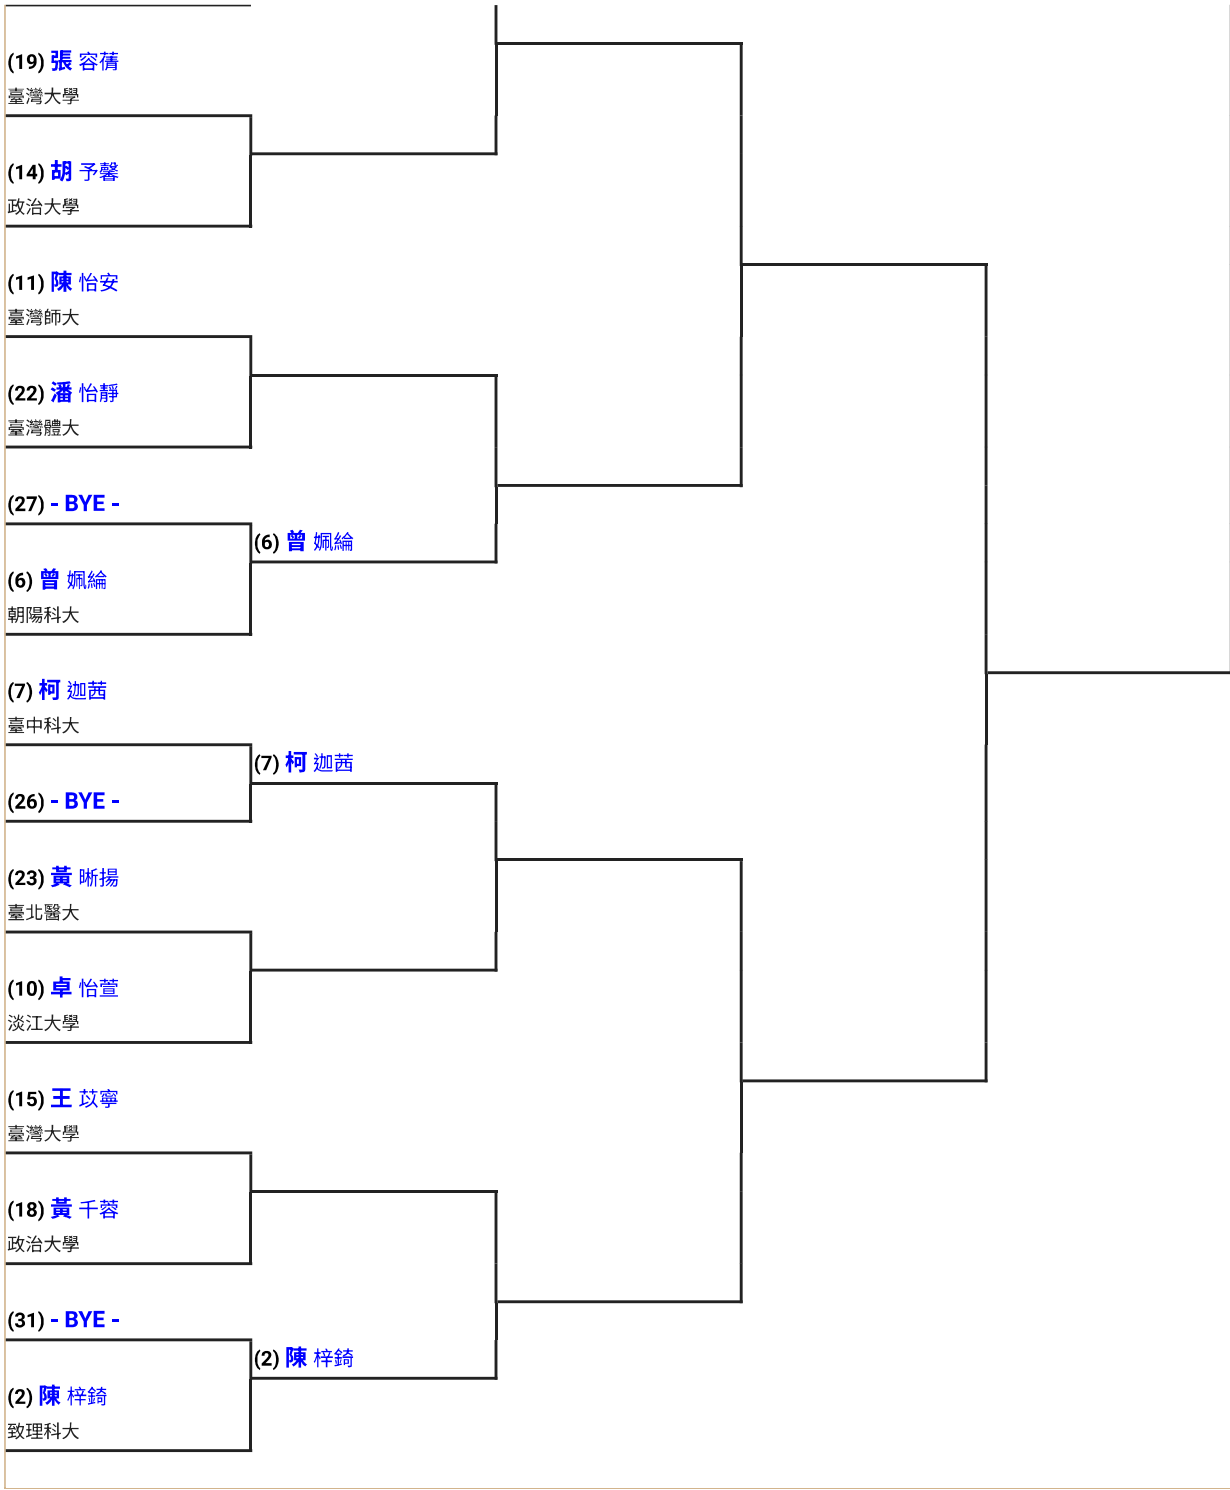 (19) 張 容蒨
臺灣大學
(14) 胡 予馨
政治大學
(11) 陳 怡安
臺灣師大
(22) 潘 怡靜
臺灣體大
(27) - BYE -
(6) 曾 姵綸
(6) 曾 姵綸
朝陽科大
(7) 柯 迦茜
臺中科大
(7) 柯 迦茜
(26) - BYE -
(23) 黃 晰揚
臺北醫大
(10) 卓 怡萱
淡江大學
(15) 王 苡寧
臺灣大學
(18) 黃 千蓉
政治大學
(31) - BYE -
(2) 陳 梓錡
(2) 陳 梓錡
致理科大